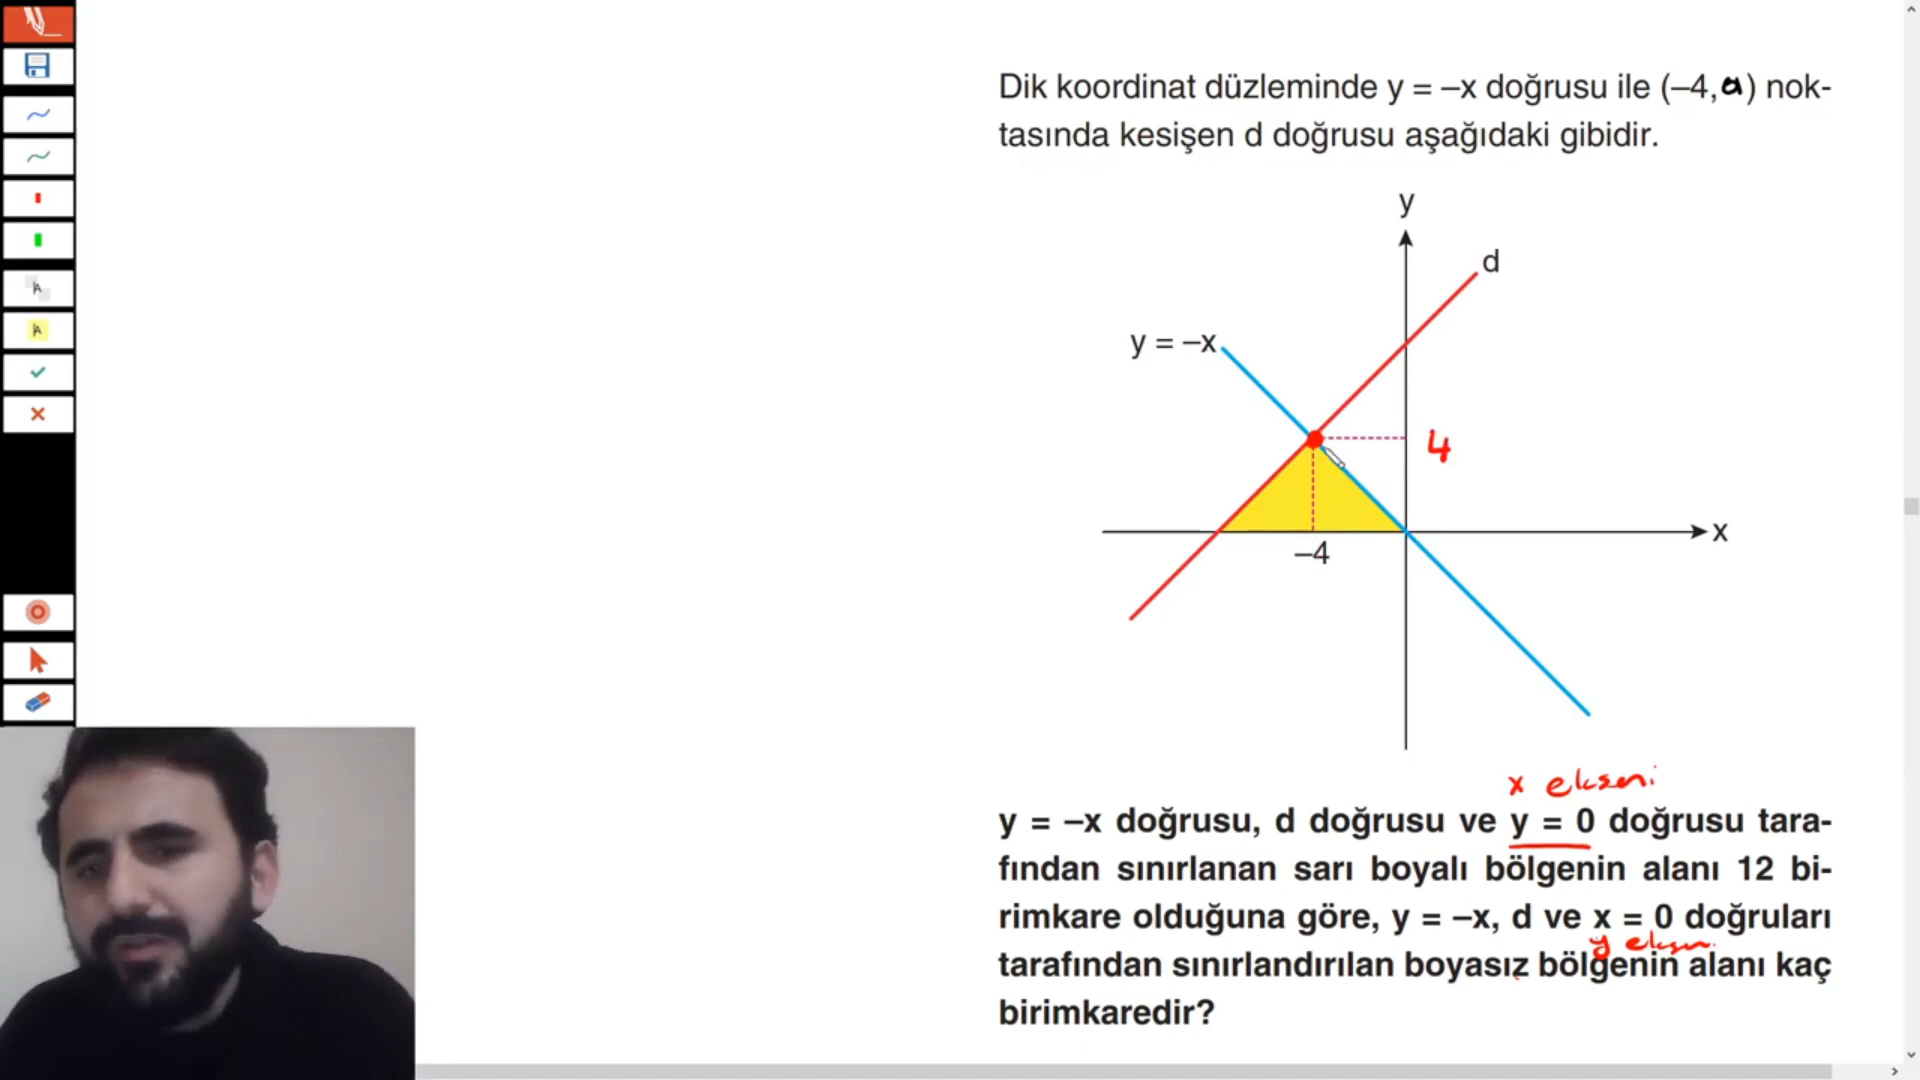 Dik koordinat düzleminde y = –x doğrusu ile (–4,a) nok-
tasında kesişen d doğrusu aşağıdaki gibidir.
y
d
y = –x
4
x
–4
x ekseni
y = –x doğrusu, d doğrusu ve y = 0 doğrusu tara-
fından sınırlanan sarı boyalı bölgenin alanı 12 bi-
rimkare olduğuna göre, y = –x, d ve x = 0 doğruları
y eksen
tarafından sınırlandırılan boyasız bölgenin alanı kaç
birimkaredir?